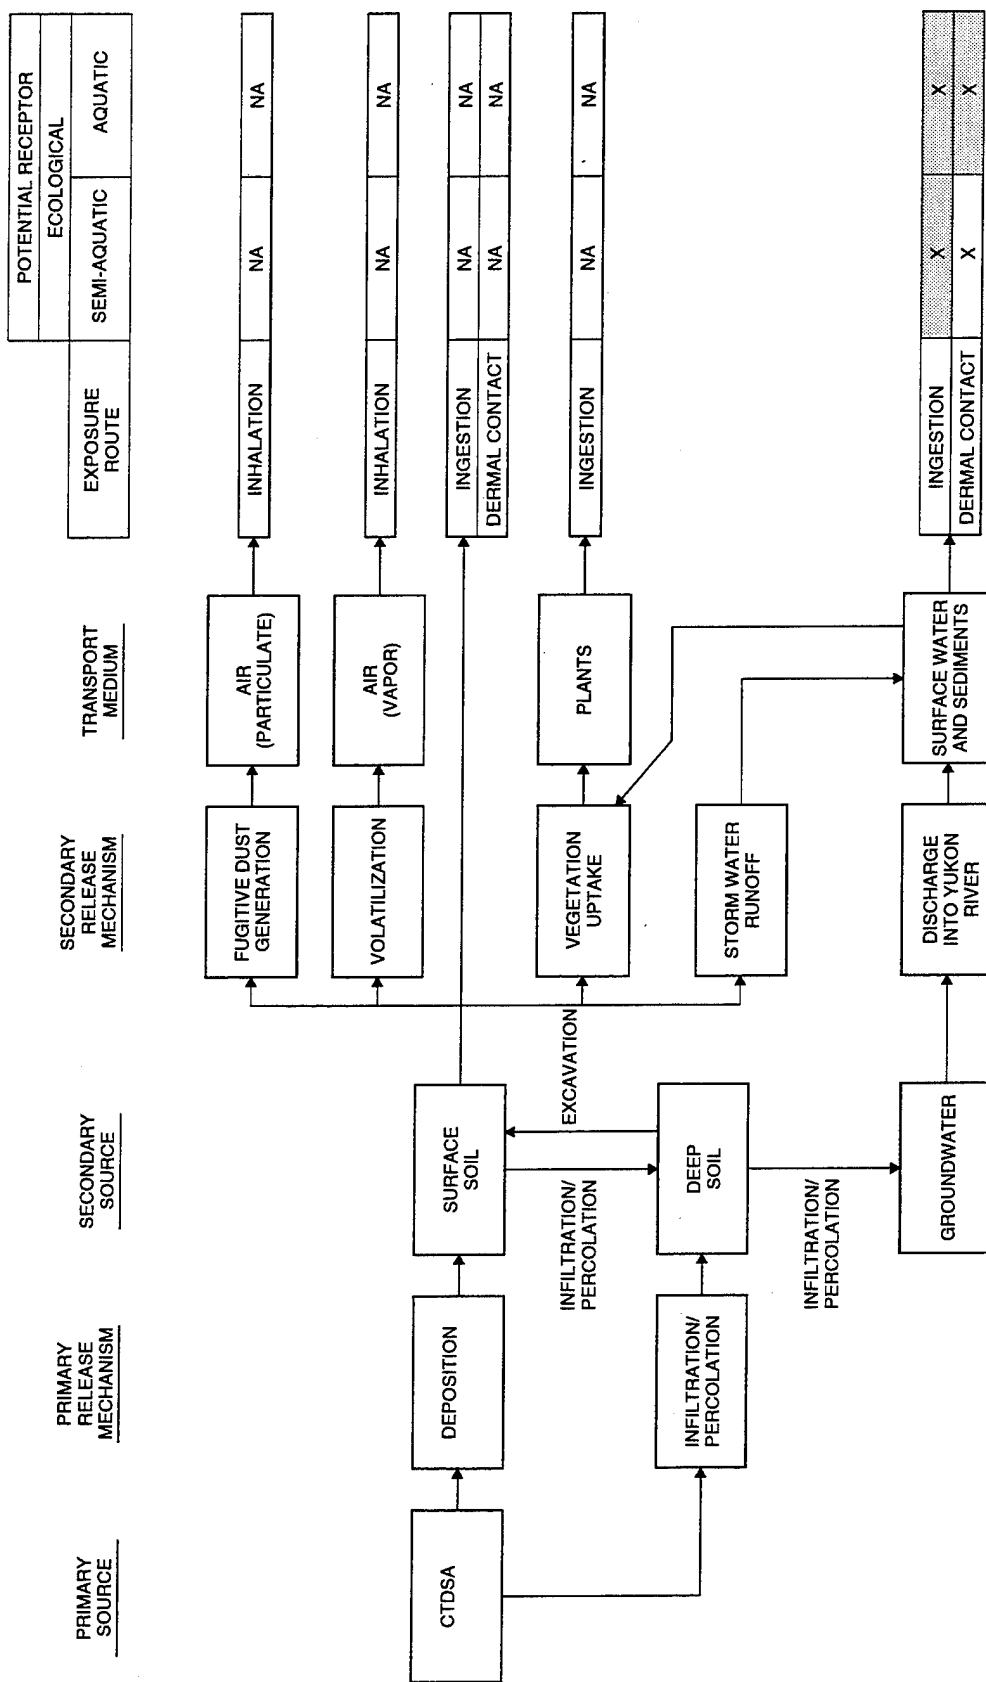 PRIMARY
SOURCE
PRIMARY
RELEASE
MECHANISM
SECONDARY
SOURCE
SECONDARY
RELEASE
MECHANISM
TRANSPORT
MEDIUM
EXPOSURE
ROUTE
POTENTIAL RECEPTOR
ECOLOGICAL
SEMI-AQUATIC
AQUATIC
FUGITIVE DUST
GENERATION
AIR
(PARTICULATE)
INHALATION
NA
NA
VOLATILIZATION
AIR
(VAPOR)
INHALATION
NA
NA
CTDSA
DEPOSITION
SURFACE
SOIL
INGESTION
NA
NA
DERMAL CONTACT
NA
NA
INFILTRATION/
PERCOLATION
EXCAVATION
VEGETATION
UPTAKE
PLANTS
INGESTION
NA
NA
INFILTRATION/
PERCOLATION
DEEP
SOIL
STORM WATER
RUNOFF
INFILTRATION/
PERCOLATION
GROUNDWATER
DISCHARGE
INTO YUKON
RIVER
SURFACE WATER
AND SEDIMENTS
INGESTION
X
X
DERMAL CONTACT
X
X